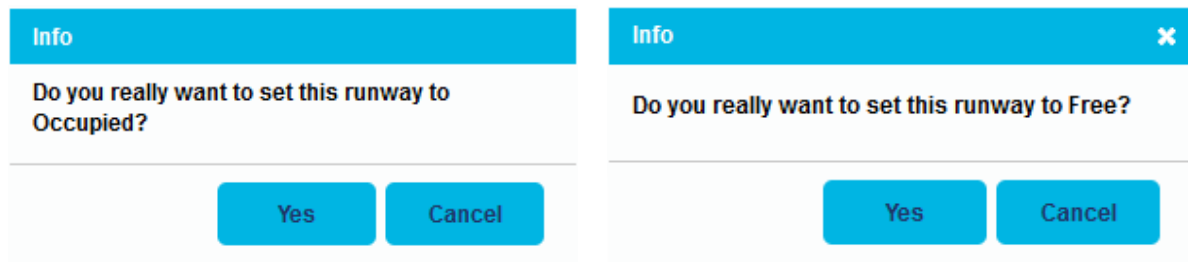 Info
Do you really want to set this runway to
Occupied?
Yes
Cancel
Info
Do you really want to set this runway to Free?
Yes
Cancel